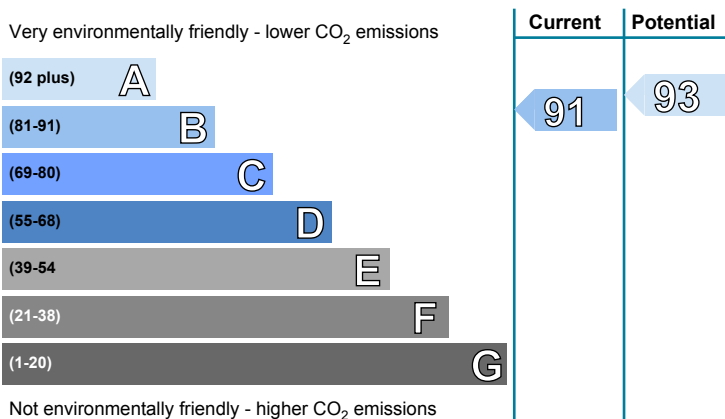 Very environmentally friendly - lower CO2 emissions
Current
Potential
(92 plus) A
(81-91) B
(69-80) C
(55-68) D
(39-54 E
(21-38) F
(1-20) G
91
93
Not environmentally friendly - higher CO2 emissions